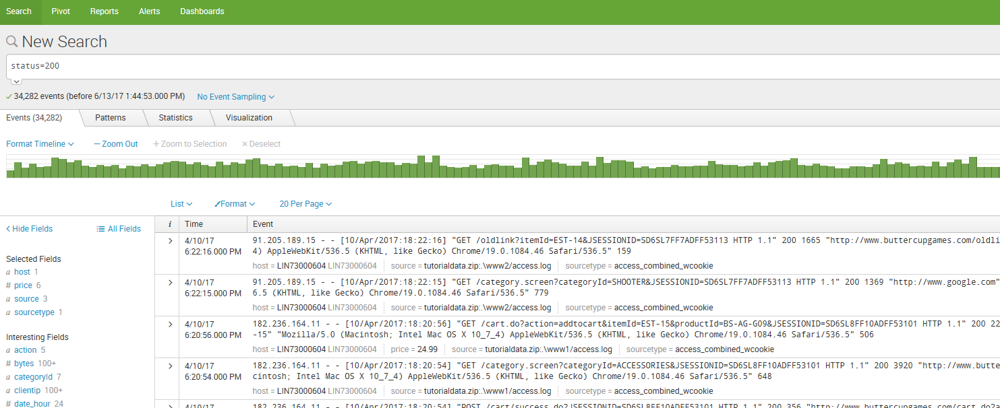 Search Pivot Reports Alerts Dashboards
New Search
status=200
34,282 events (before 6/13/17 1:44:53.000 PM) No Event Sampling
Events (34,282) Patterns Statistics Visualization
Format Timeline — Zoom Out + Zoom to Selection × Deselect
List Format 20 Per Page
< Hide Fields All Fields
i Time Event
Selected Fields
a host 1
# price 6
a source 3
a sourcetype 1
Interesting Fields
a action 5
# bytes 100+
a categoryId 7
a clientip 100+
# date_hour 24
4/10/17
6:22:16.000 PM
91.205.189.15 - - [10/Apr/2017:18:22:16] "GET /oldlink?itemId=EST-14&JSESSIONID=SD6SL7FF7ADFF53113 HTTP 1.1" 200 1665 "http://www.buttercupgames.com/oldli
4) AppleWebKit/536.5 (KHTML, like Gecko) Chrome/19.0.1084.46 Safari/536.5" 159
host = LIN73000604 LIN73000604 source = tutorialdata.zip:.\www2/access.log sourcetype = access_combined_wcookie
4/10/17
6:22:15.000 PM
91.205.189.15 - - [10/Apr/2017:18:22:15] "GET /category.screen?categoryId=SHOOTER&JSESSIONID=SD6SL7FF7ADFF53113 HTTP 1.1" 200 1369 "http://www.google.com"
6.5 (KHTML, like Gecko) Chrome/19.0.1084.46 Safari/536.5" 779
host = LIN73000604 LIN73000604 source = tutorialdata.zip:.\www2/access.log sourcetype = access_combined_wcookie
4/10/17
6:20:56.000 PM
182.236.164.11 - - [10/Apr/2017:18:20:56] "GET /cart.do?action=addtocart&itemId=EST-15&productId=BS-AG-G09&JSESSIONID=SD6SL8FF10ADFF53101 HTTP 1.1" 200 22
-15" "Mozilla/5.0 (Macintosh; Intel Mac OS X 10_7_4) AppleWebKit/536.5 (KHTML, like Gecko) Chrome/19.0.1084.46 Safari/536.5" 506
host = LIN73000604 LIN73000604 price = 24.99 source = tutorialdata.zip:.\www1/access.log sourcetype = access_combined_wcookie
4/10/17
6:20:54.000 PM
182.236.164.11 - - [10/Apr/2017:18:20:54] "GET /category.screen?categoryId=ACCESSORIES&JSESSIONID=SD6SL8FF10ADFF53101 HTTP 1.1" 200 3920 "http://www.butte
cintosh; Intel Mac OS X 10_7_4) AppleWebKit/536.5 (KHTML, like Gecko) Chrome/19.0.1084.46 Safari/536.5" 648
host = LIN73000604 LIN73000604 source = tutorialdata.zip:.\www1/access.log sourcetype = access_combined_wcookie
4/10/17
182.236.164.11 - - [10/Apr/2017:18:20:54] "POST /cart/success.do?JSESSIONID=SD6SL8FF10ADFF53101 HTTP 1.1" 200 356 "http://www.buttercupgames.com/cart.do?a